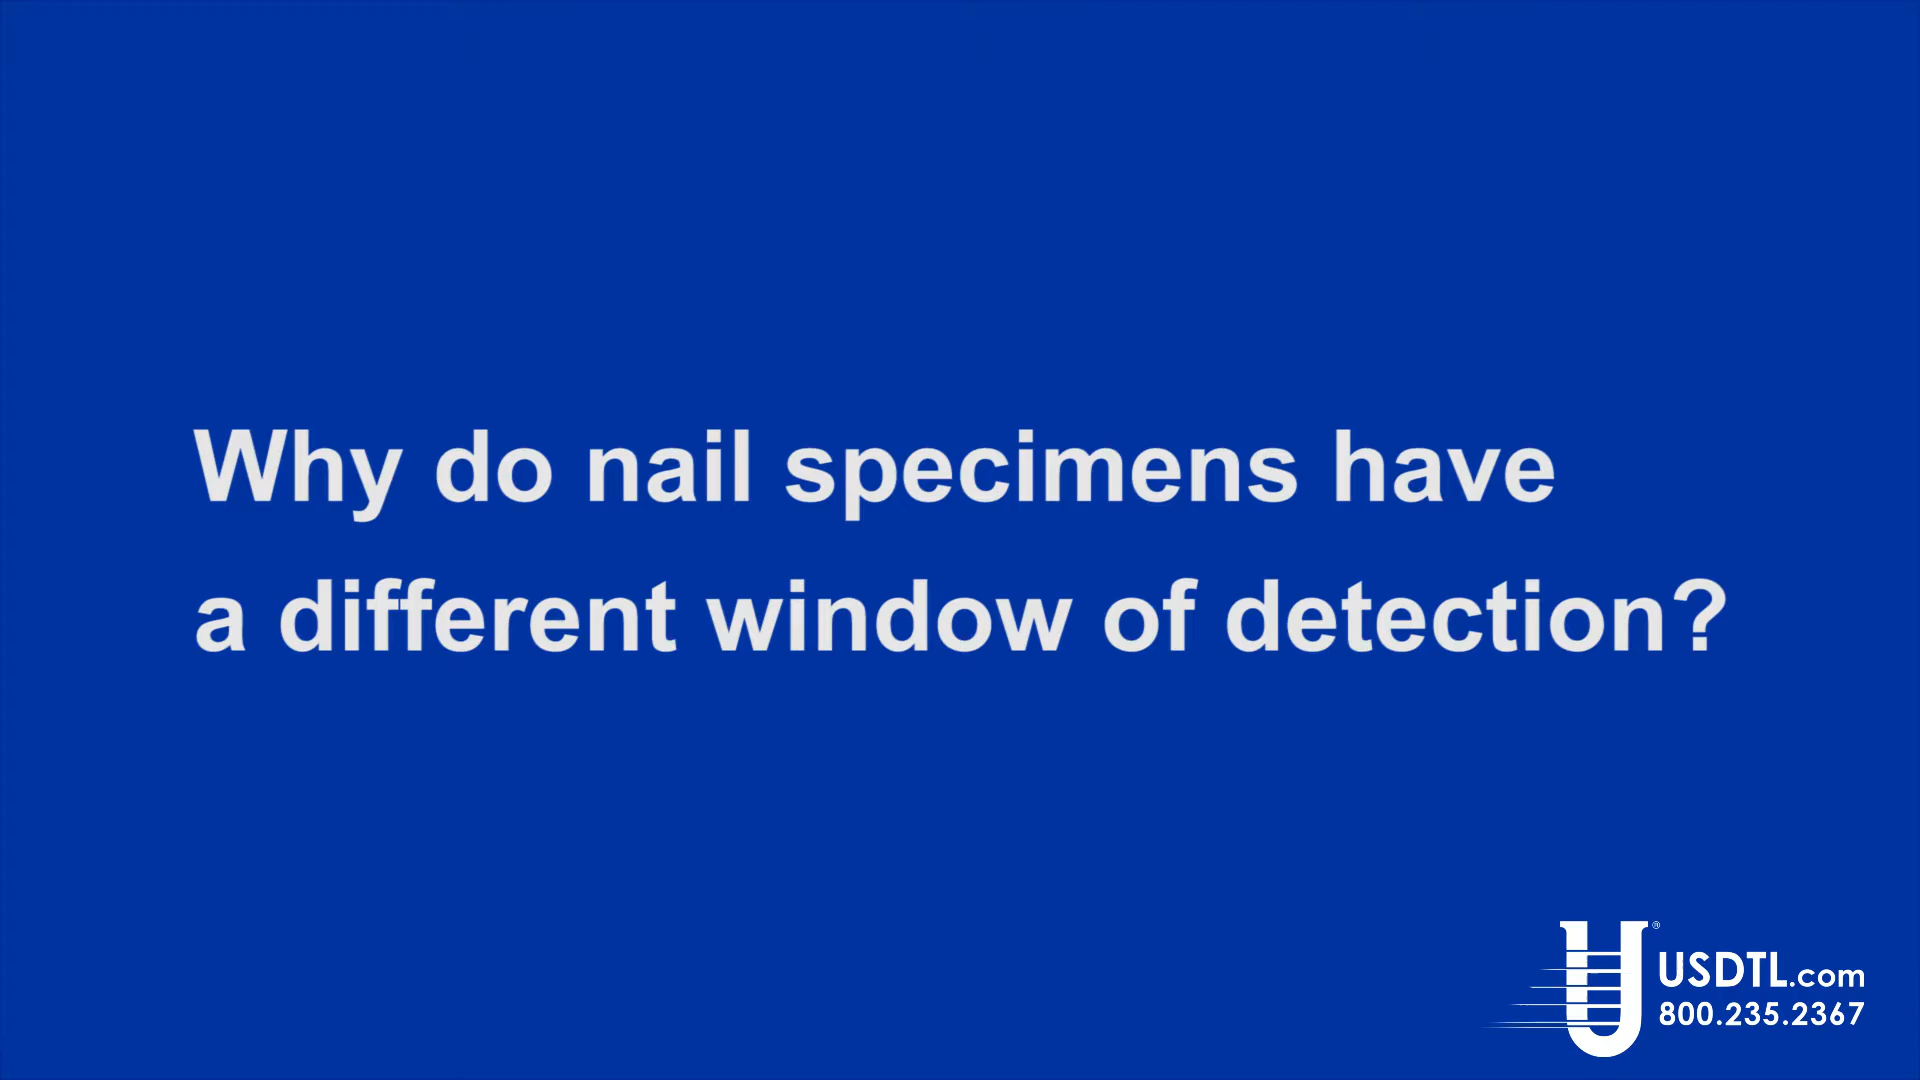 Why do nail specimens have
a different window of detection?
®
USDTL.com
800.235.2367